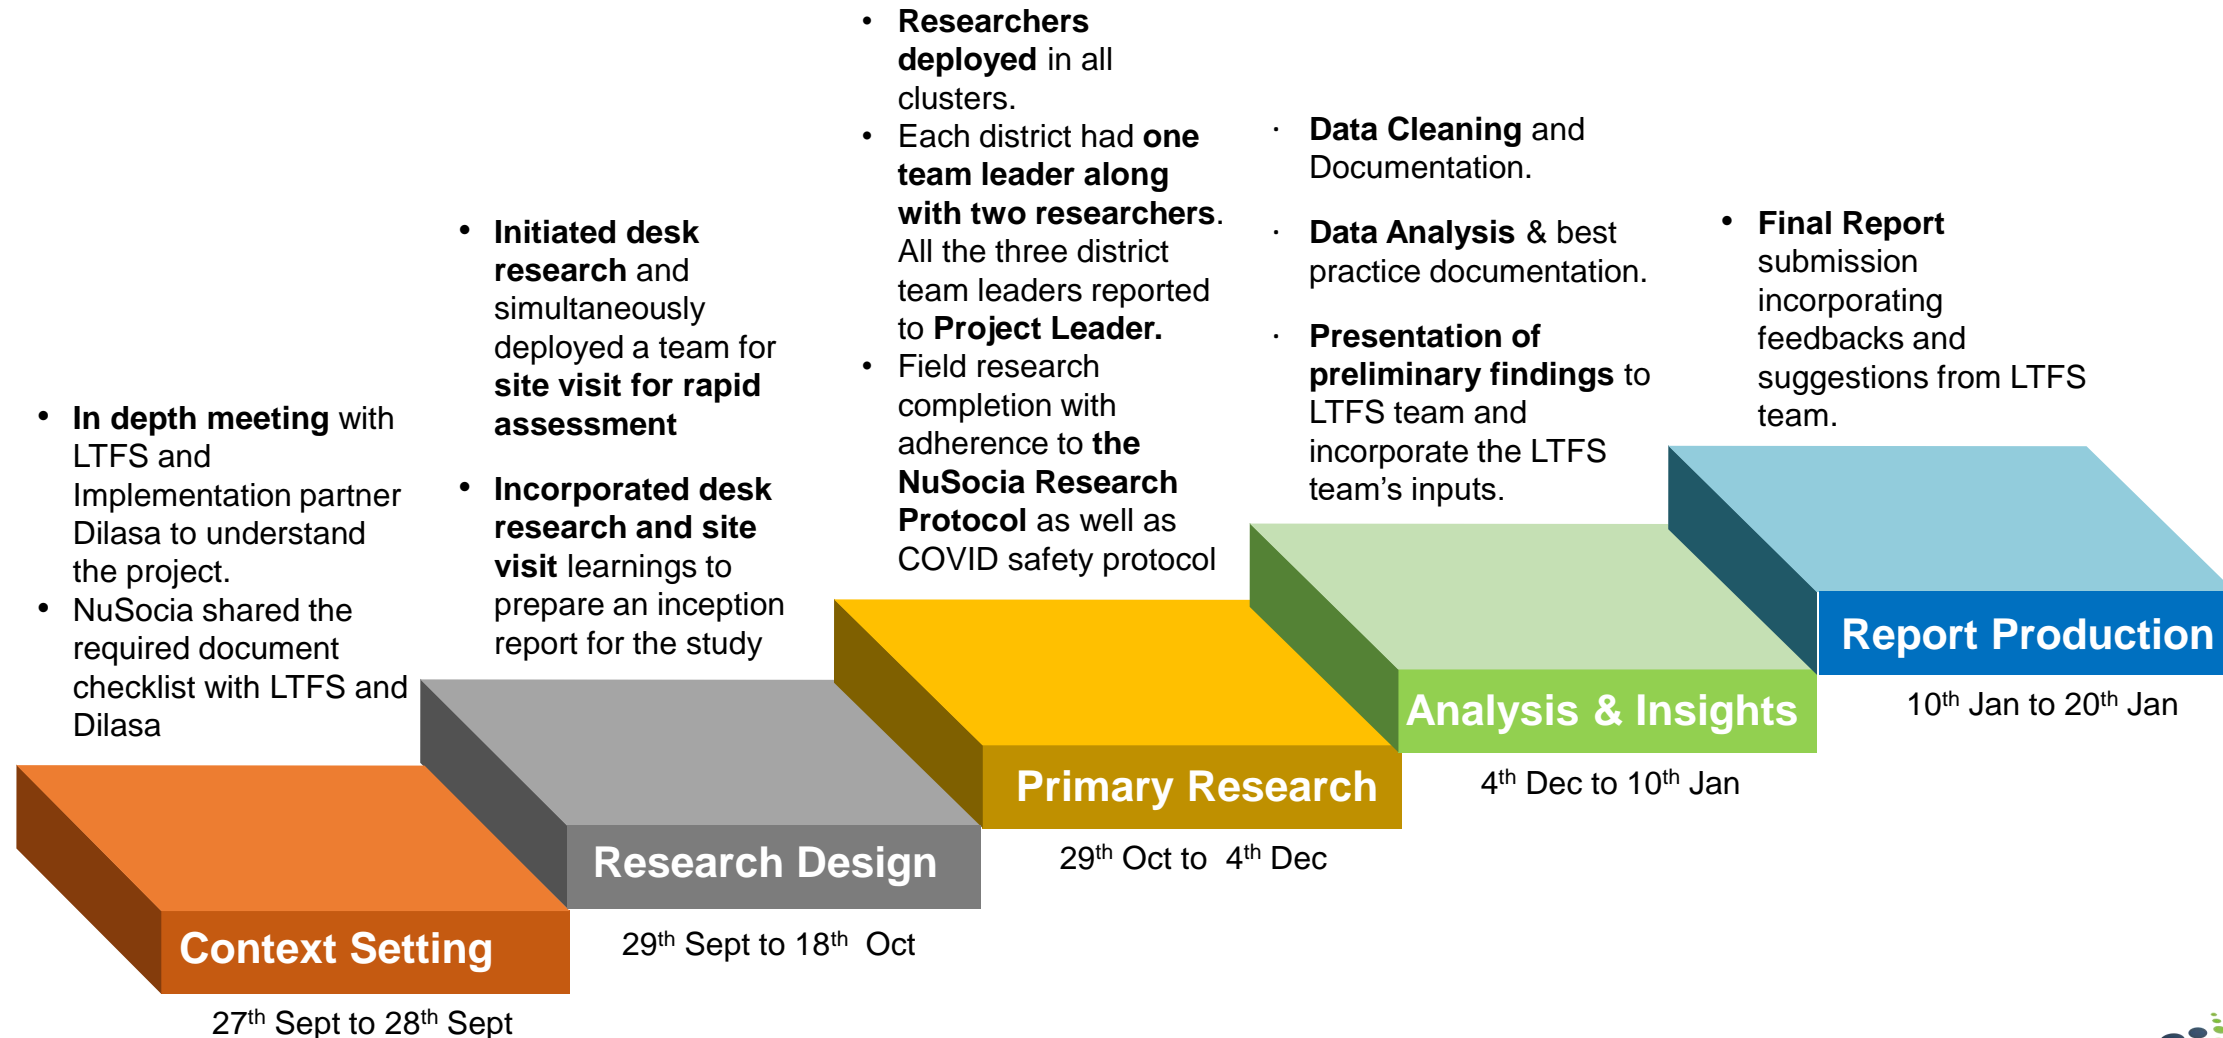 • In depth meeting with
LTFS and
Implementation partner
Dilasa to understand
the project.
• NuSocia shared the
required document
checklist with LTFS and
Dilasa
Context Setting
27th Sept to 28th Sept
• Initiated desk
research and
simultaneously
deployed a team for
site visit for rapid
assessment
• Incorporated desk
research and site
visit learnings to
prepare an inception
report for the study
Research Design
29th Sept to 18th Oct
• Researchers
deployed in all
clusters.
• Each district had one
team leader along
with two researchers.
All the three district
team leaders reported
to Project Leader.
• Field research
completion with
adherence to the
NuSocia Research
Protocol as well as
COVID safety protocol
Primary Research
29th Oct to 4th Dec
· Data Cleaning and
Documentation.
· Data Analysis & best
practice documentation.
· Presentation of
preliminary findings to
LTFS team and
incorporate the LTFS
team’s inputs.
Analysis & Insights
4th Dec to 10th Jan
• Final Report
submission
incorporating
feedbacks and
suggestions from LTFS
team.
Report Production
10th Jan to 20th Jan